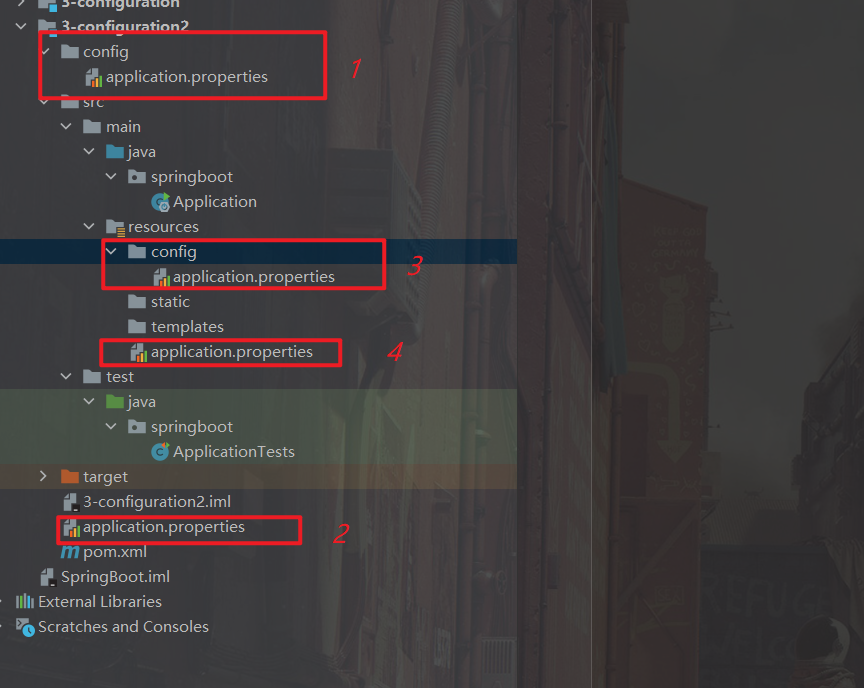 3-configuration
3-configuration2
config
application.properties
1
src
main
java
springboot
Application
resources
config
application.properties
3
static
templates
application.properties
4
test
java
springboot
ApplicationTests
target
3-configuration2.iml
application.properties
2
pom.xml
SpringBoot.iml
External Libraries
Scratches and Consoles